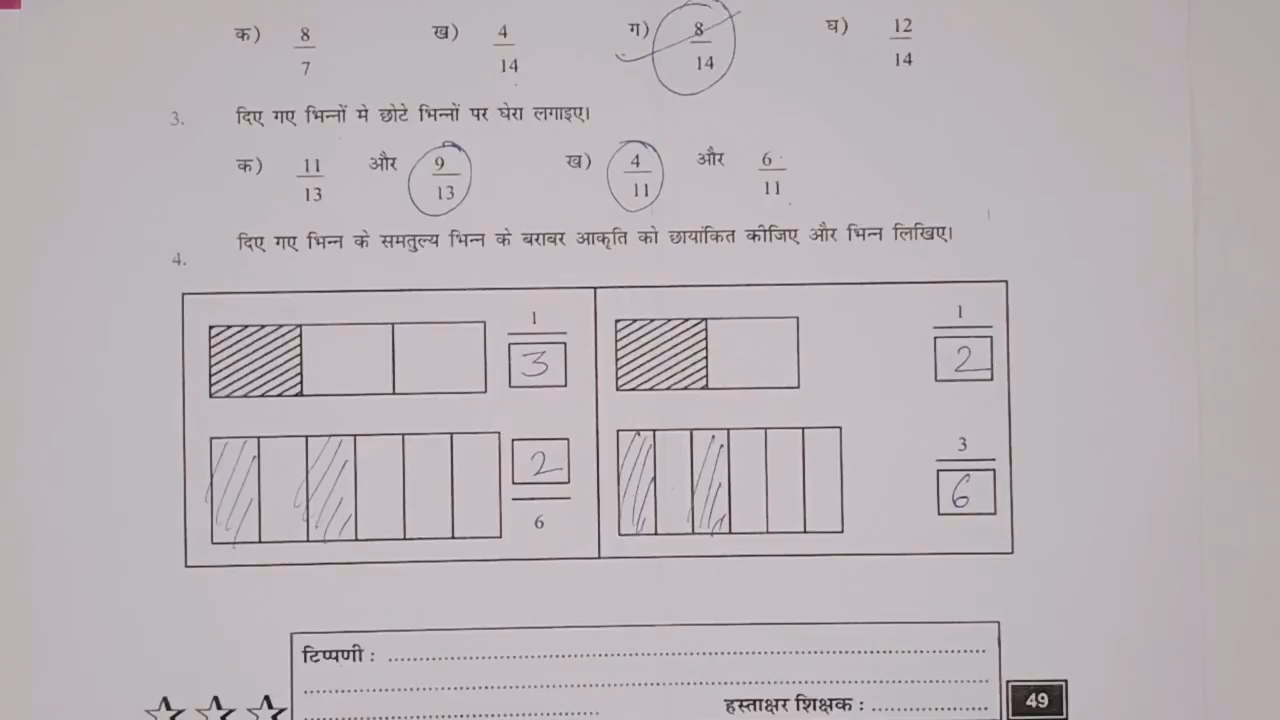 क) 8/7 ख) 4/14 ग) 8/14 घ) 12/14
3. दिए गए भिन्नों मे छोटे भिन्नों पर घेरा लगाइए।
क) 11/13 और 9/13 ख) 4/11 और 6/11
4. दिए गए भिन्न के समतुल्य भिन्न के बराबर आकृति को छायांकित कीजिए और भिन्न लिखिए।
1/3 1/2
2/6 3/6
टिप्पणी : ................................................
................................................
................................ हस्ताक्षर शिक्षक : ....................
49